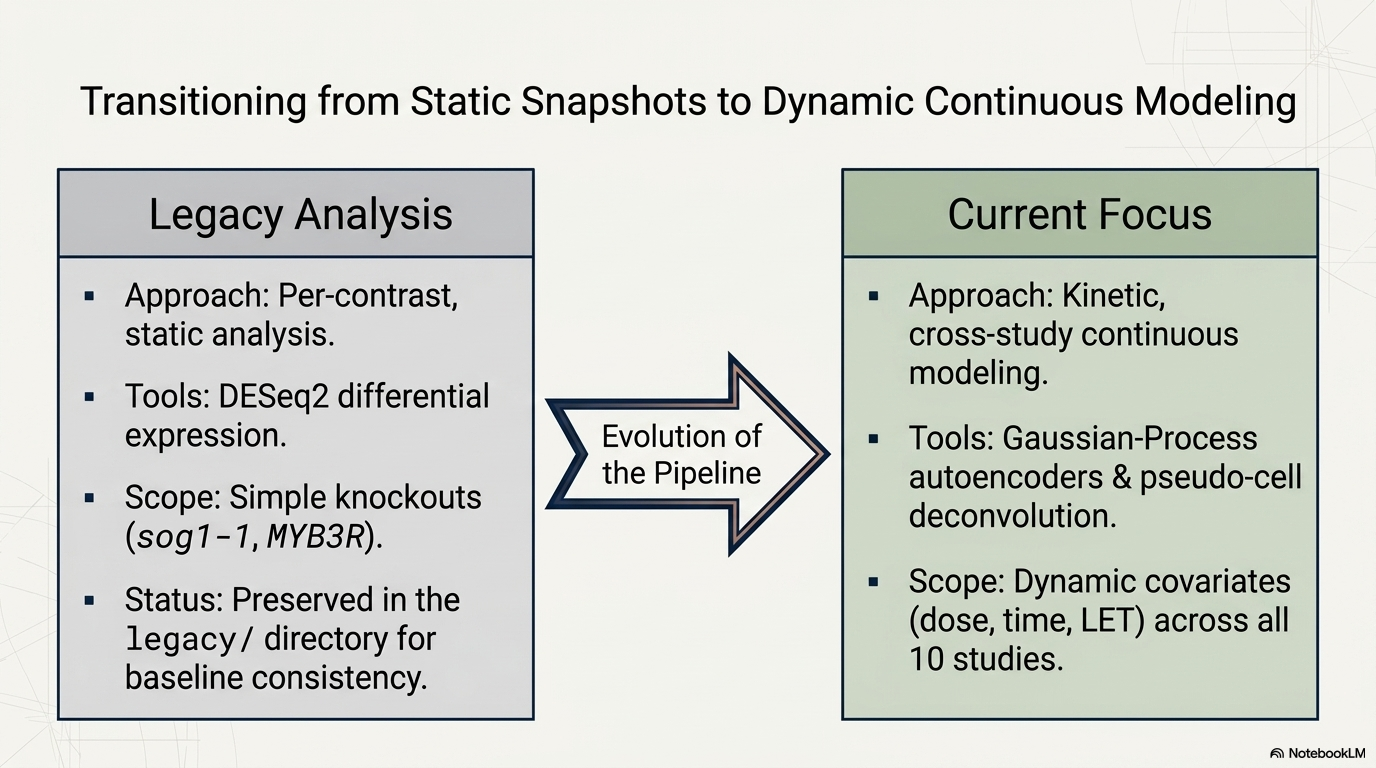 Transitioning from Static Snapshots to Dynamic Continuous Modeling
Legacy Analysis
▪ Approach: Per-contrast,
static analysis.
▪ Tools: DESeq2 differential
expression.
▪ Scope: Simple knockouts
(sog1-1, MYB3R).
▪ Status: Preserved in the
legacy/ directory for
baseline consistency.
Evolution of
the Pipeline
Current Focus
▪ Approach: Kinetic,
cross-study continuous
modeling.
▪ Tools: Gaussian-Process
autoencoders & pseudo-cell
deconvolution.
▪ Scope: Dynamic covariates
(dose, time, LET) across all
10 studies.
NotebookLM